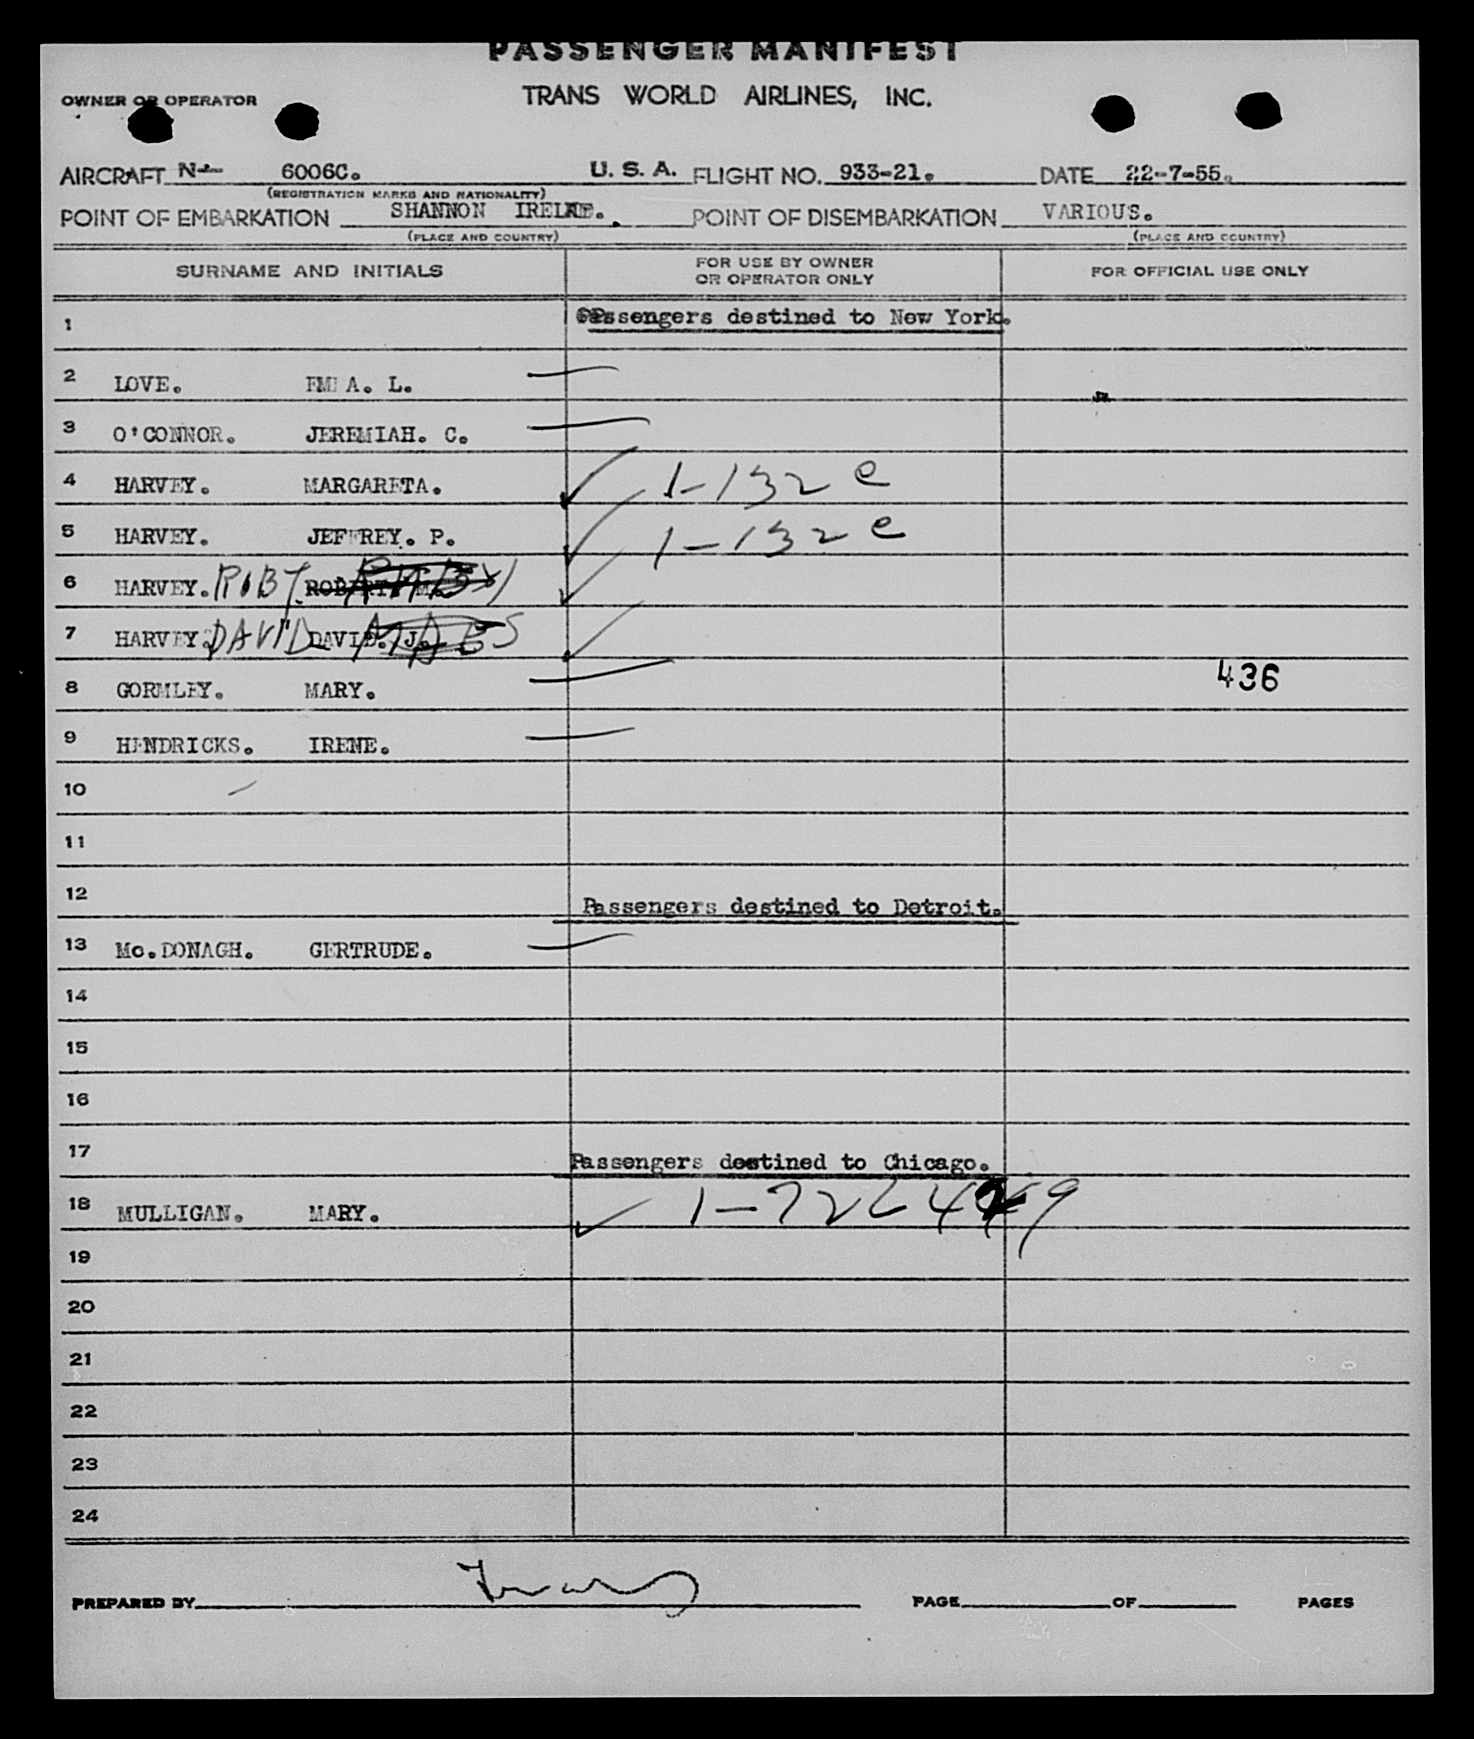 PASSENGER MANIFEST
OWNER OR OPERATOR TRANS WORLD AIRLINES, INC.
AIRCRAFT N- 6006C. U. S. A. FLIGHT NO. 933-21. DATE 22-7-55.
(REGISTRATION MARKS AND NATIONALITY)
POINT OF EMBARKATION SHANNON POINT OF DISEMBARKATION VARIOUS.
(PLACE AND COUNTRY) (PLACE AND COUNTRY)
SURNAME AND INITIALS FOR USE BY OWNER OR OPERATOR ONLY FOR OFFICIAL USE ONLY
1 Passengers destined to New York.
2 LOVE. A. L.
3 O'CONNOR. JEREMIAH. C.
4 HARVEY. MARGARETA. 1-132 e
5 HARVEY. JEFFREY. P. 1-132 e
6 HARVEY. ROBT. ROBERT. M.
7 HARVEY. DAVID DAVID. J.
8 GORMLEY. MARY. 436
9 HENDRICKS. IRENE.
10
11
12 Passengers destined to Detroit.
13 Mc.DONAGH. GERTRUDE.
14
15
16
17 Passengers destined to Chicago.
18 MULLIGAN. MARY.
19
20
21
22
23
24
PREPARED BY PAGE OF PAGES